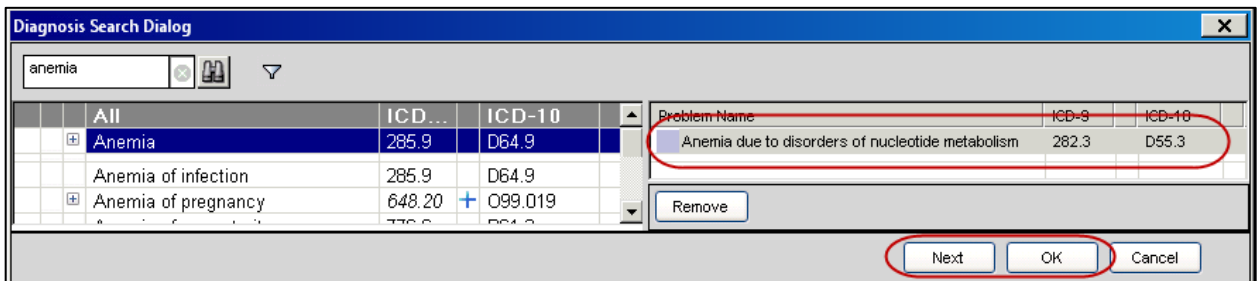 Diagnosis Search Dialog
anemia
All ICD... ICD-10
Anemia 285.9 D64.9
Anemia of infection 285.9 D64.9
Anemia of pregnancy 648.20 O99.019
Problem Name ICD-9 ICD-10
Anemia due to disorders of nucleotide metabolism 282.3 D55.3
Remove
Next OK Cancel